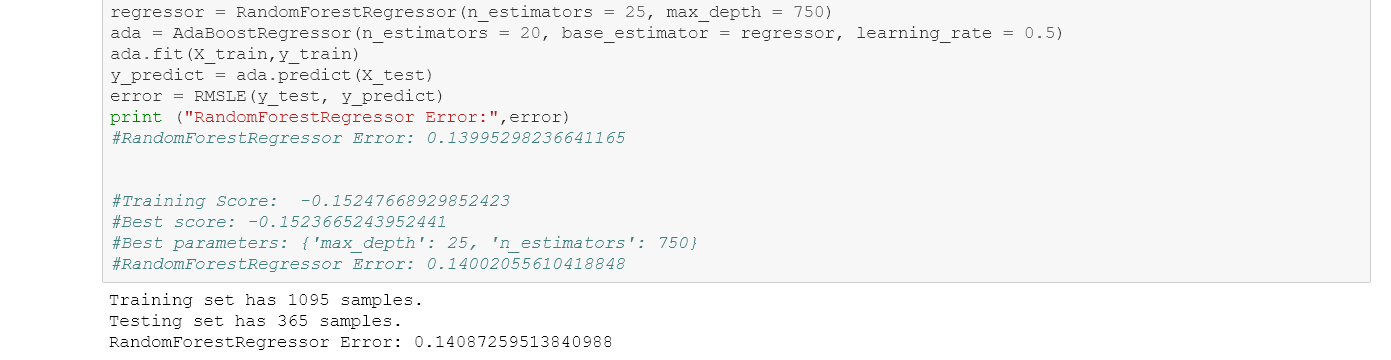 regressor = RandomForestRegressor(n_estimators = 25, max_depth = 750)
ada = AdaBoostRegressor(n_estimators = 20, base_estimator = regressor, learning_rate = 0.5)
ada.fit(X_train,y_train)
y_predict = ada.predict(X_test)
error = RMSLE(y_test, y_predict)
print ("RandomForestRegressor Error:",error)
#RandomForestRegressor Error: 0.13995298236641165
#Training Score:  -0.15247668929852423
#Best score: -0.1523665243952441
#Best parameters: {'max_depth': 25, 'n_estimators': 750}
#RandomForestRegressor Error: 0.14002055610418848
Training set has 1095 samples.
Testing set has 365 samples.
RandomForestRegressor Error: 0.14087259513840988